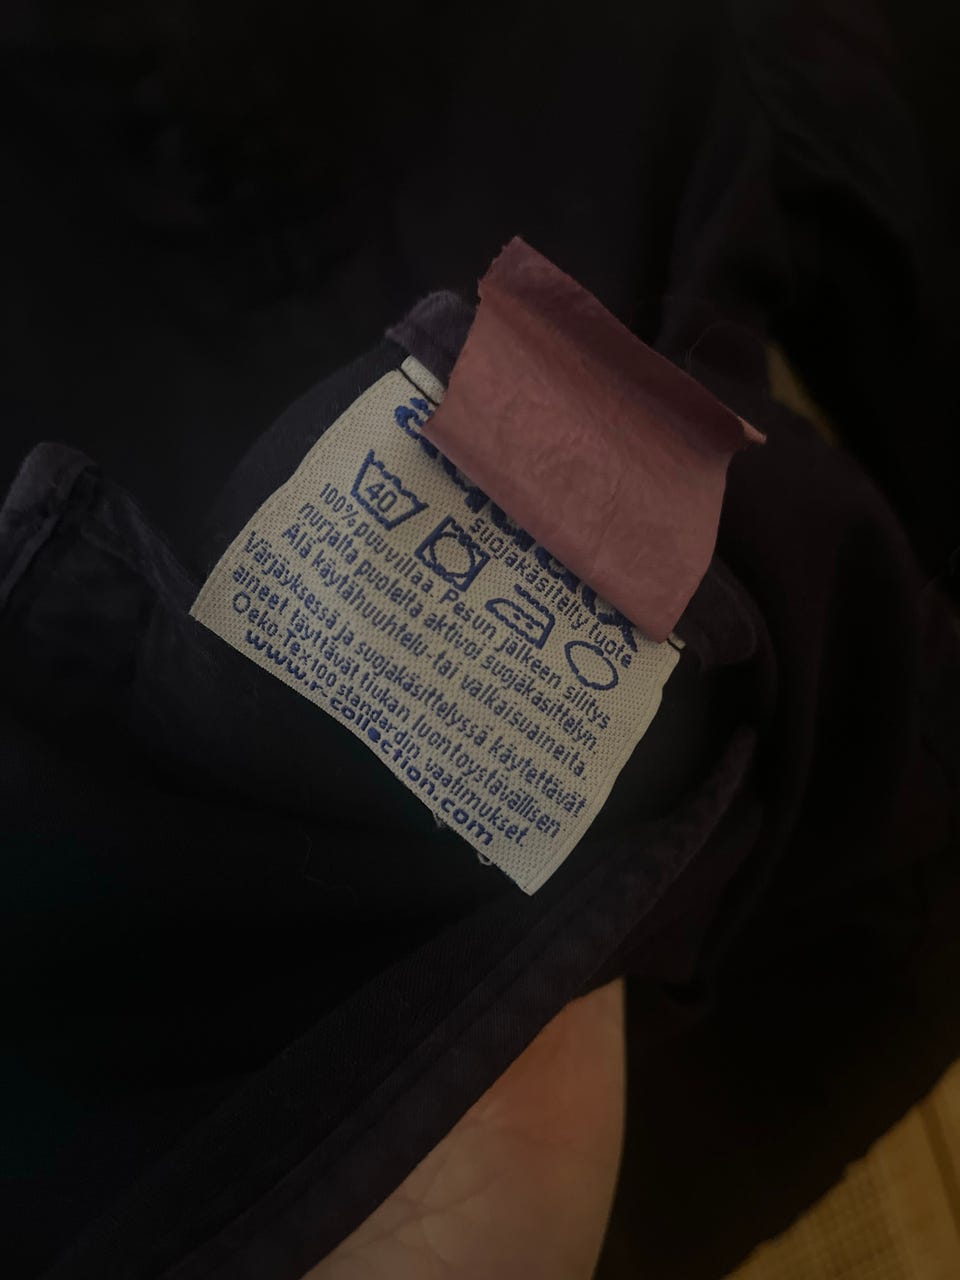 suojakäsitelty tuote
40
100% puuvillaa. Pesun jälkeen silitys
nurjalta puolelta aktivoi suojakäsittelyn.
Älä käytä huuhtelu- tai valkaisuaineita.
Värjäyksessä ja suojakäsittelyssä käytettävät
aineet täyttävät tiukan luontoystävällisen
Oeko-Tex 100 standardin vaatimukset.
www.r-collection.com